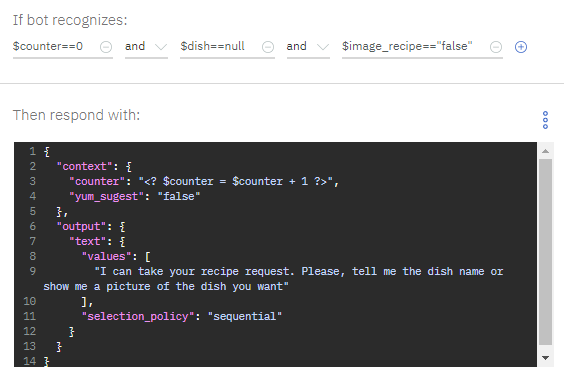 If bot recognizes:
$counter==0 and $dish==null and $image_recipe=="false"
Then respond with:
1 {
2 "context": {
3 "counter": "<? $counter = $counter + 1 ?>",
4 "yum_sugest": "false"
5 },
6 "output": {
7 "text": {
8 "values": [
9 "I can take your recipe request. Please, tell me the dish name or
show me a picture of the dish you want"
10 ],
11 "selection_policy": "sequential"
12 }
13 }
14 }